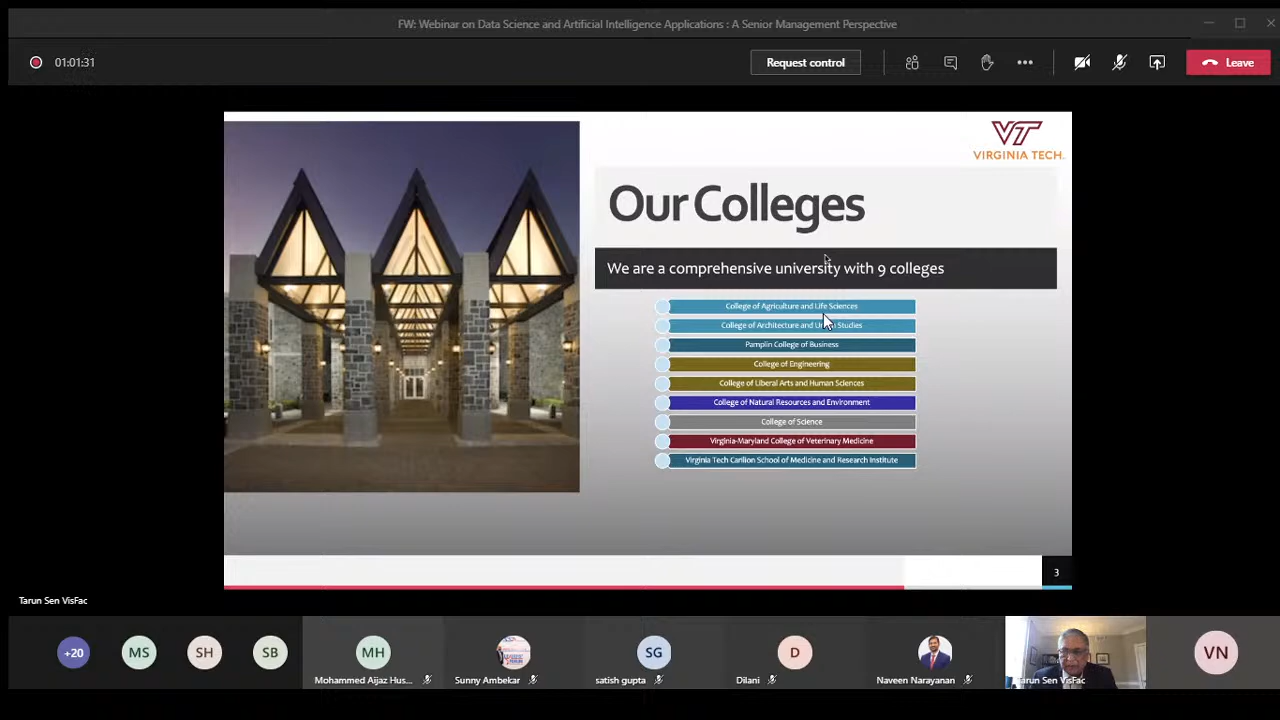 FW: Webinar on Data Science and Artificial Intelligence Applications : A Senior Management Perspective
01:01:31
Request control
Leave
VT
VIRGINIA TECH.
Our Colleges
We are a comprehensive university with 9 colleges
College of Agriculture and Life Sciences
College of Architecture and Urban Studies
Pamplin College of Business
College of Engineering
College of Liberal Arts and Human Sciences
College of Natural Resources and Environment
College of Science
Virginia-Maryland College of Veterinary Medicine
Virginia Tech Carilion School of Medicine and Research Institute
3
Tarun Sen VisFac
+20
MS
SH
SB
MH
SG
D
VN
Mohammed Aijaz Hus...
Sunny Ambekar
satish gupta
Dilani
Naveen Narayanan
Tarun Sen VisFac